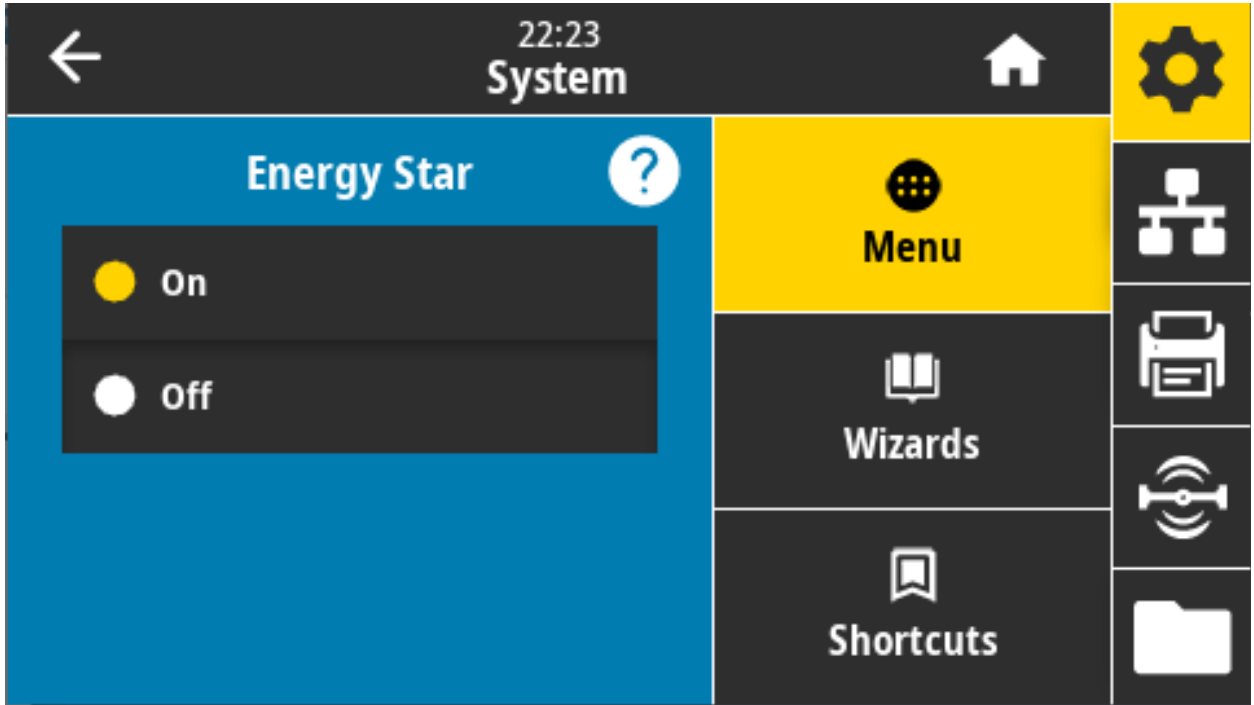 22:23
System
Energy Star
?
On
Off
Menu
Wizards
Shortcuts